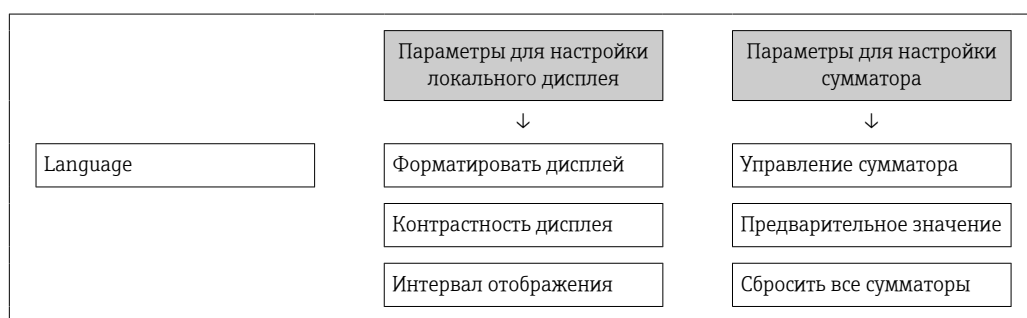 Параметры для настройки
локального дисплея
Параметры для настройки
сумматора
↓
↓
Language
Форматировать дисплей
Управление сумматора
Контрастность дисплея
Предварительное значение
Интервал отображения
Сбросить все сумматоры